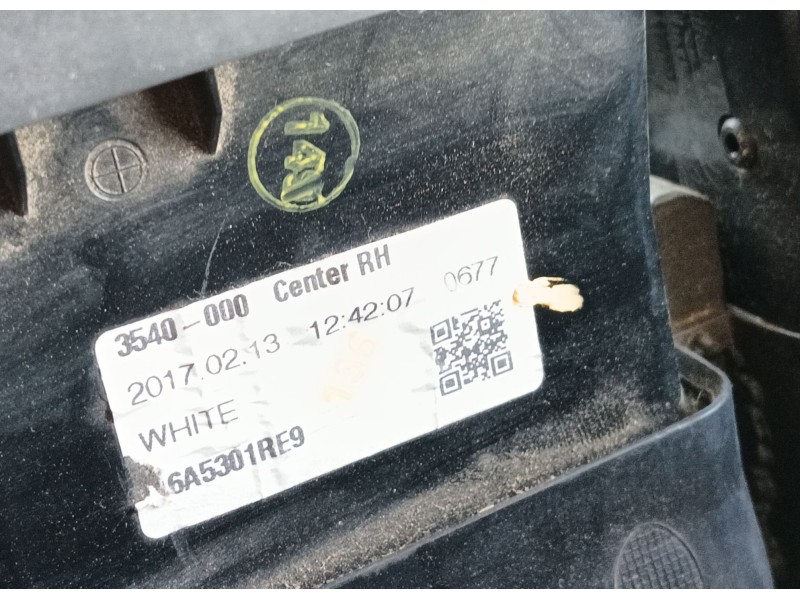 3540-000 Center RH
2017.02.13 12:42:07 0677
WHITE
6A5301RE9